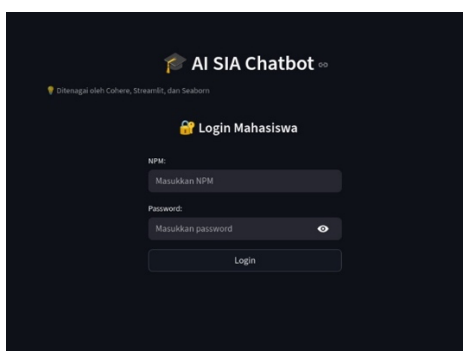 🎓 AI SIA Chatbot
💡 Ditenagai oleh Cohere, Streamlit, dan Seaborn
🔐 Login Mahasiswa
NPM:
Masukkan NPM
Password:
Masukkan password
Login